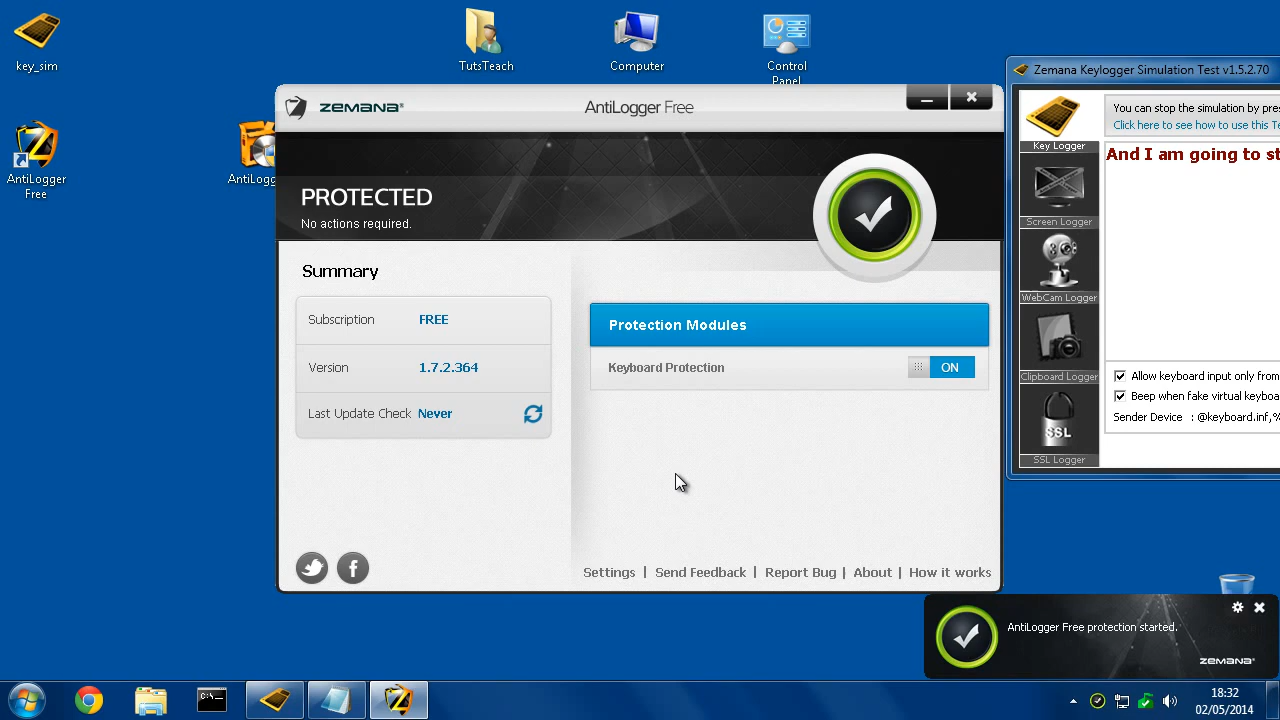 key_sim
TutsTeach
Computer
Control
Panel
AntiLogger
Free
AntiLogg
ZEMANA®
AntiLogger Free
PROTECTED
No actions required.
Summary
Subscription FREE
Version 1.7.2.364
Last Update Check Never
Protection Modules
Keyboard Protection ON
Settings | Send Feedback | Report Bug | About | How it works
Zemana Keylogger Simulation Test v1.5.2.70
You can stop the simulation by pres
Click here to see how to use this Te
And I am going to st
Key Logger
Screen Logger
WebCam Logger
Clipboard Logger
SSL
SSL Logger
Allow keyboard input only from
Beep when fake virtual keyboa
Sender Device : @keyboard.inf,%
AntiLogger Free protection started.
ZEMANA®
C:\_
18:32
02/05/2014